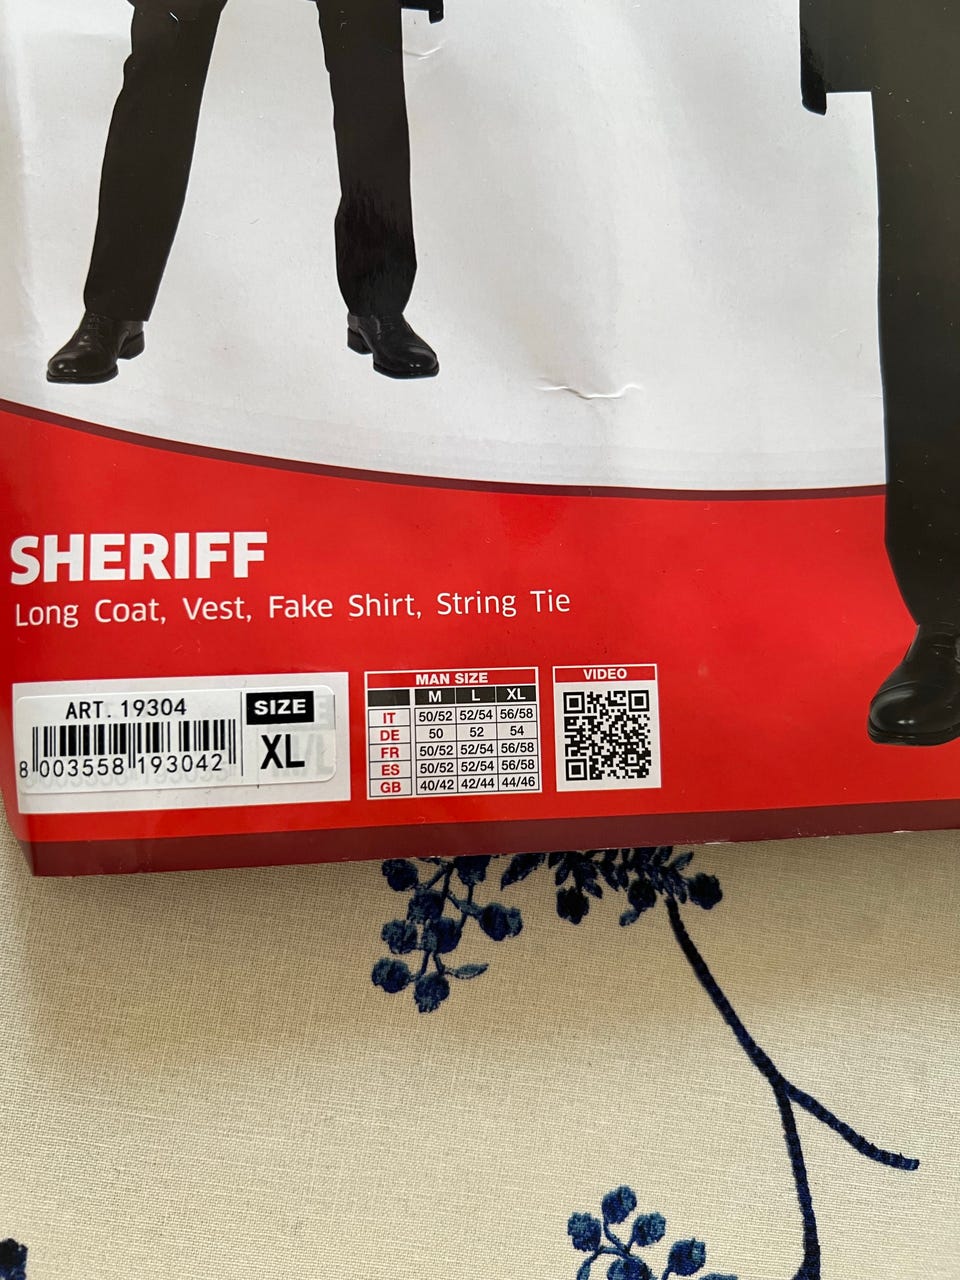 SHERIFF
Long Coat, Vest, Fake Shirt, String Tie
ART. 19304
8 003558 193042
SIZE
XL
MAN SIZE
M L XL
IT 50/52 52/54 56/58
DE 50 52 54
FR 50/52 52/54 56/58
ES 50/52 52/54 56/58
GB 40/42 42/44 44/46
VIDEO